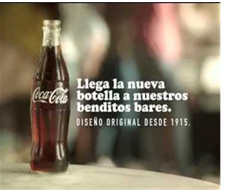 Coca-Cola
Llega la nueva
botella a nuestros
benditos bares.
DISEÑO ORIGINAL DESDE 1915.